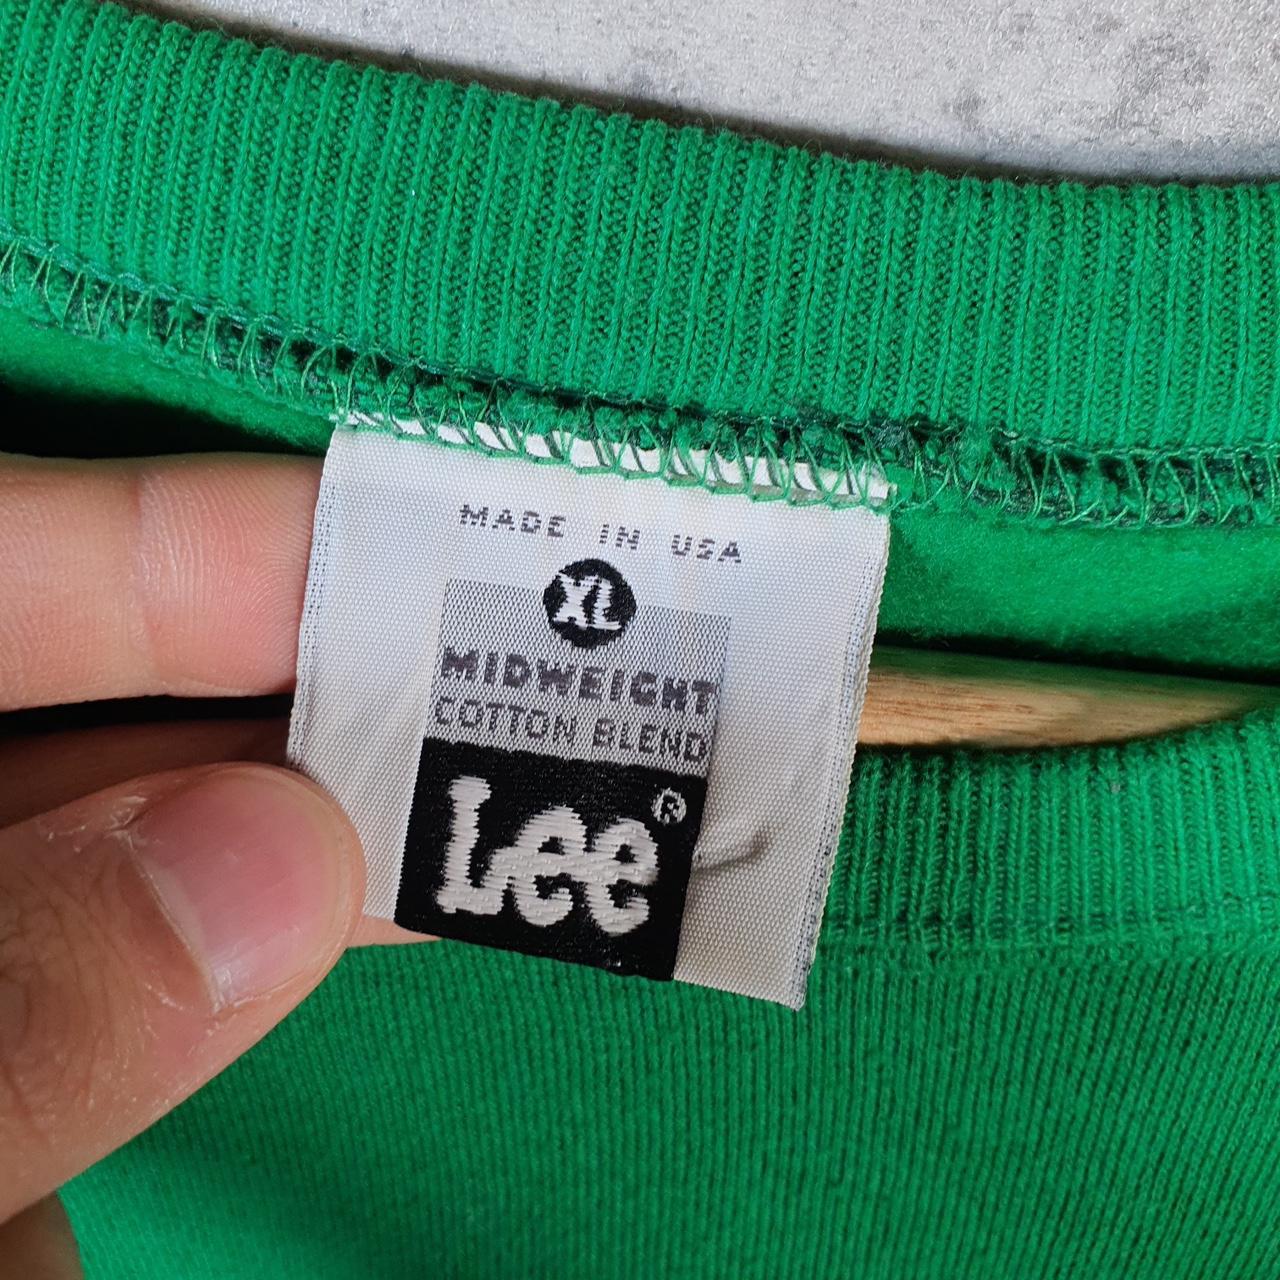 MADE IN USA
XL
MIDWEIGHT
COTTON BLEND
Lee®